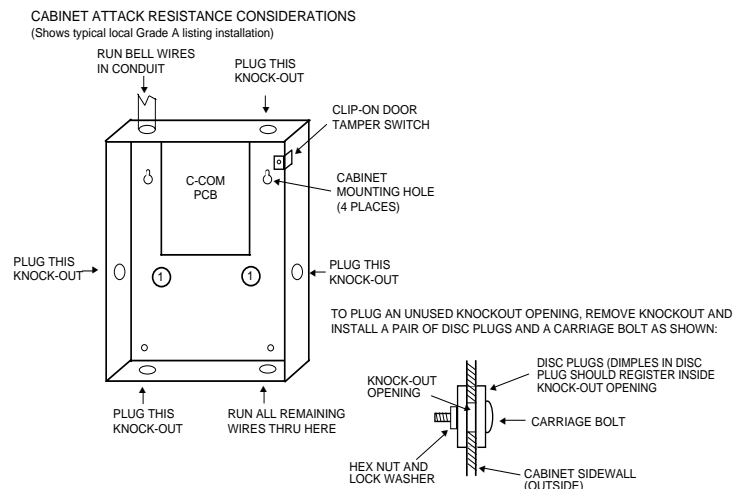 CABINET ATTACK RESISTANCE CONSIDERATIONS
(Shows typical local Grade A listing installation)
RUN BELL WIRES
IN CONDUIT
PLUG THIS
KNOCK-OUT
CLIP-ON DOOR
TAMPER SWITCH
C-COM
PCB
CABINET
MOUNTING HOLE
(4 PLACES)
PLUG THIS
KNOCK-OUT
1
1
PLUG THIS
KNOCK-OUT
PLUG THIS
KNOCK-OUT
RUN ALL REMAINING
WIRES THRU HERE
TO PLUG AN UNUSED KNOCKOUT OPENING, REMOVE KNOCKOUT AND
INSTALL A PAIR OF DISC PLUGS AND A CARRIAGE BOLT AS SHOWN:
KNOCK-OUT
OPENING
DISC PLUGS (DIMPLES IN DISC
PLUG SHOULD REGISTER INSIDE
KNOCK-OUT OPENING
CARRIAGE BOLT
HEX NUT AND
LOCK WASHER
CABINET SIDEWALL
(OUTSIDE)